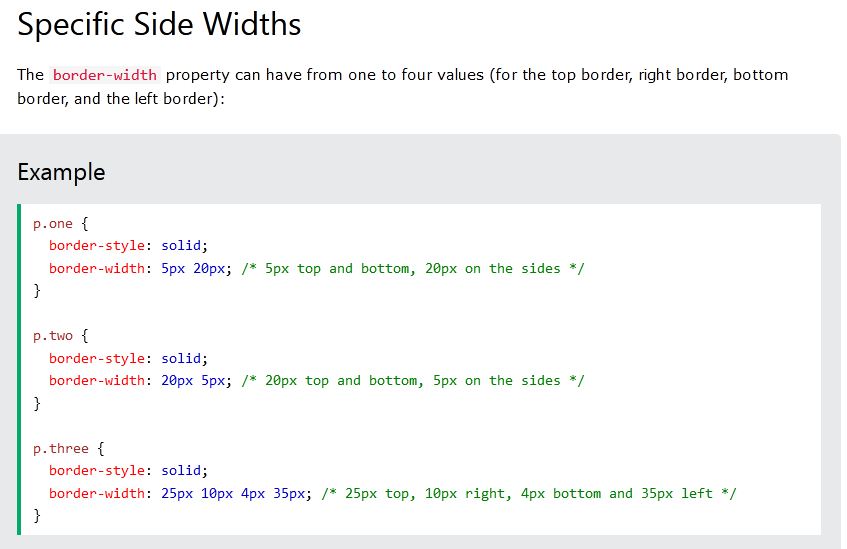 Specific Side Widths
The border-width property can have from one to four values (for the top border, right border, bottom
border, and the left border):
Example
p.one {
  border-style: solid;
  border-width: 5px 20px; /* 5px top and bottom, 20px on the sides */
}

p.two {
  border-style: solid;
  border-width: 20px 5px; /* 20px top and bottom, 5px on the sides */
}

p.three {
  border-style: solid;
  border-width: 25px 10px 4px 35px; /* 25px top, 10px right, 4px bottom and 35px left */
}